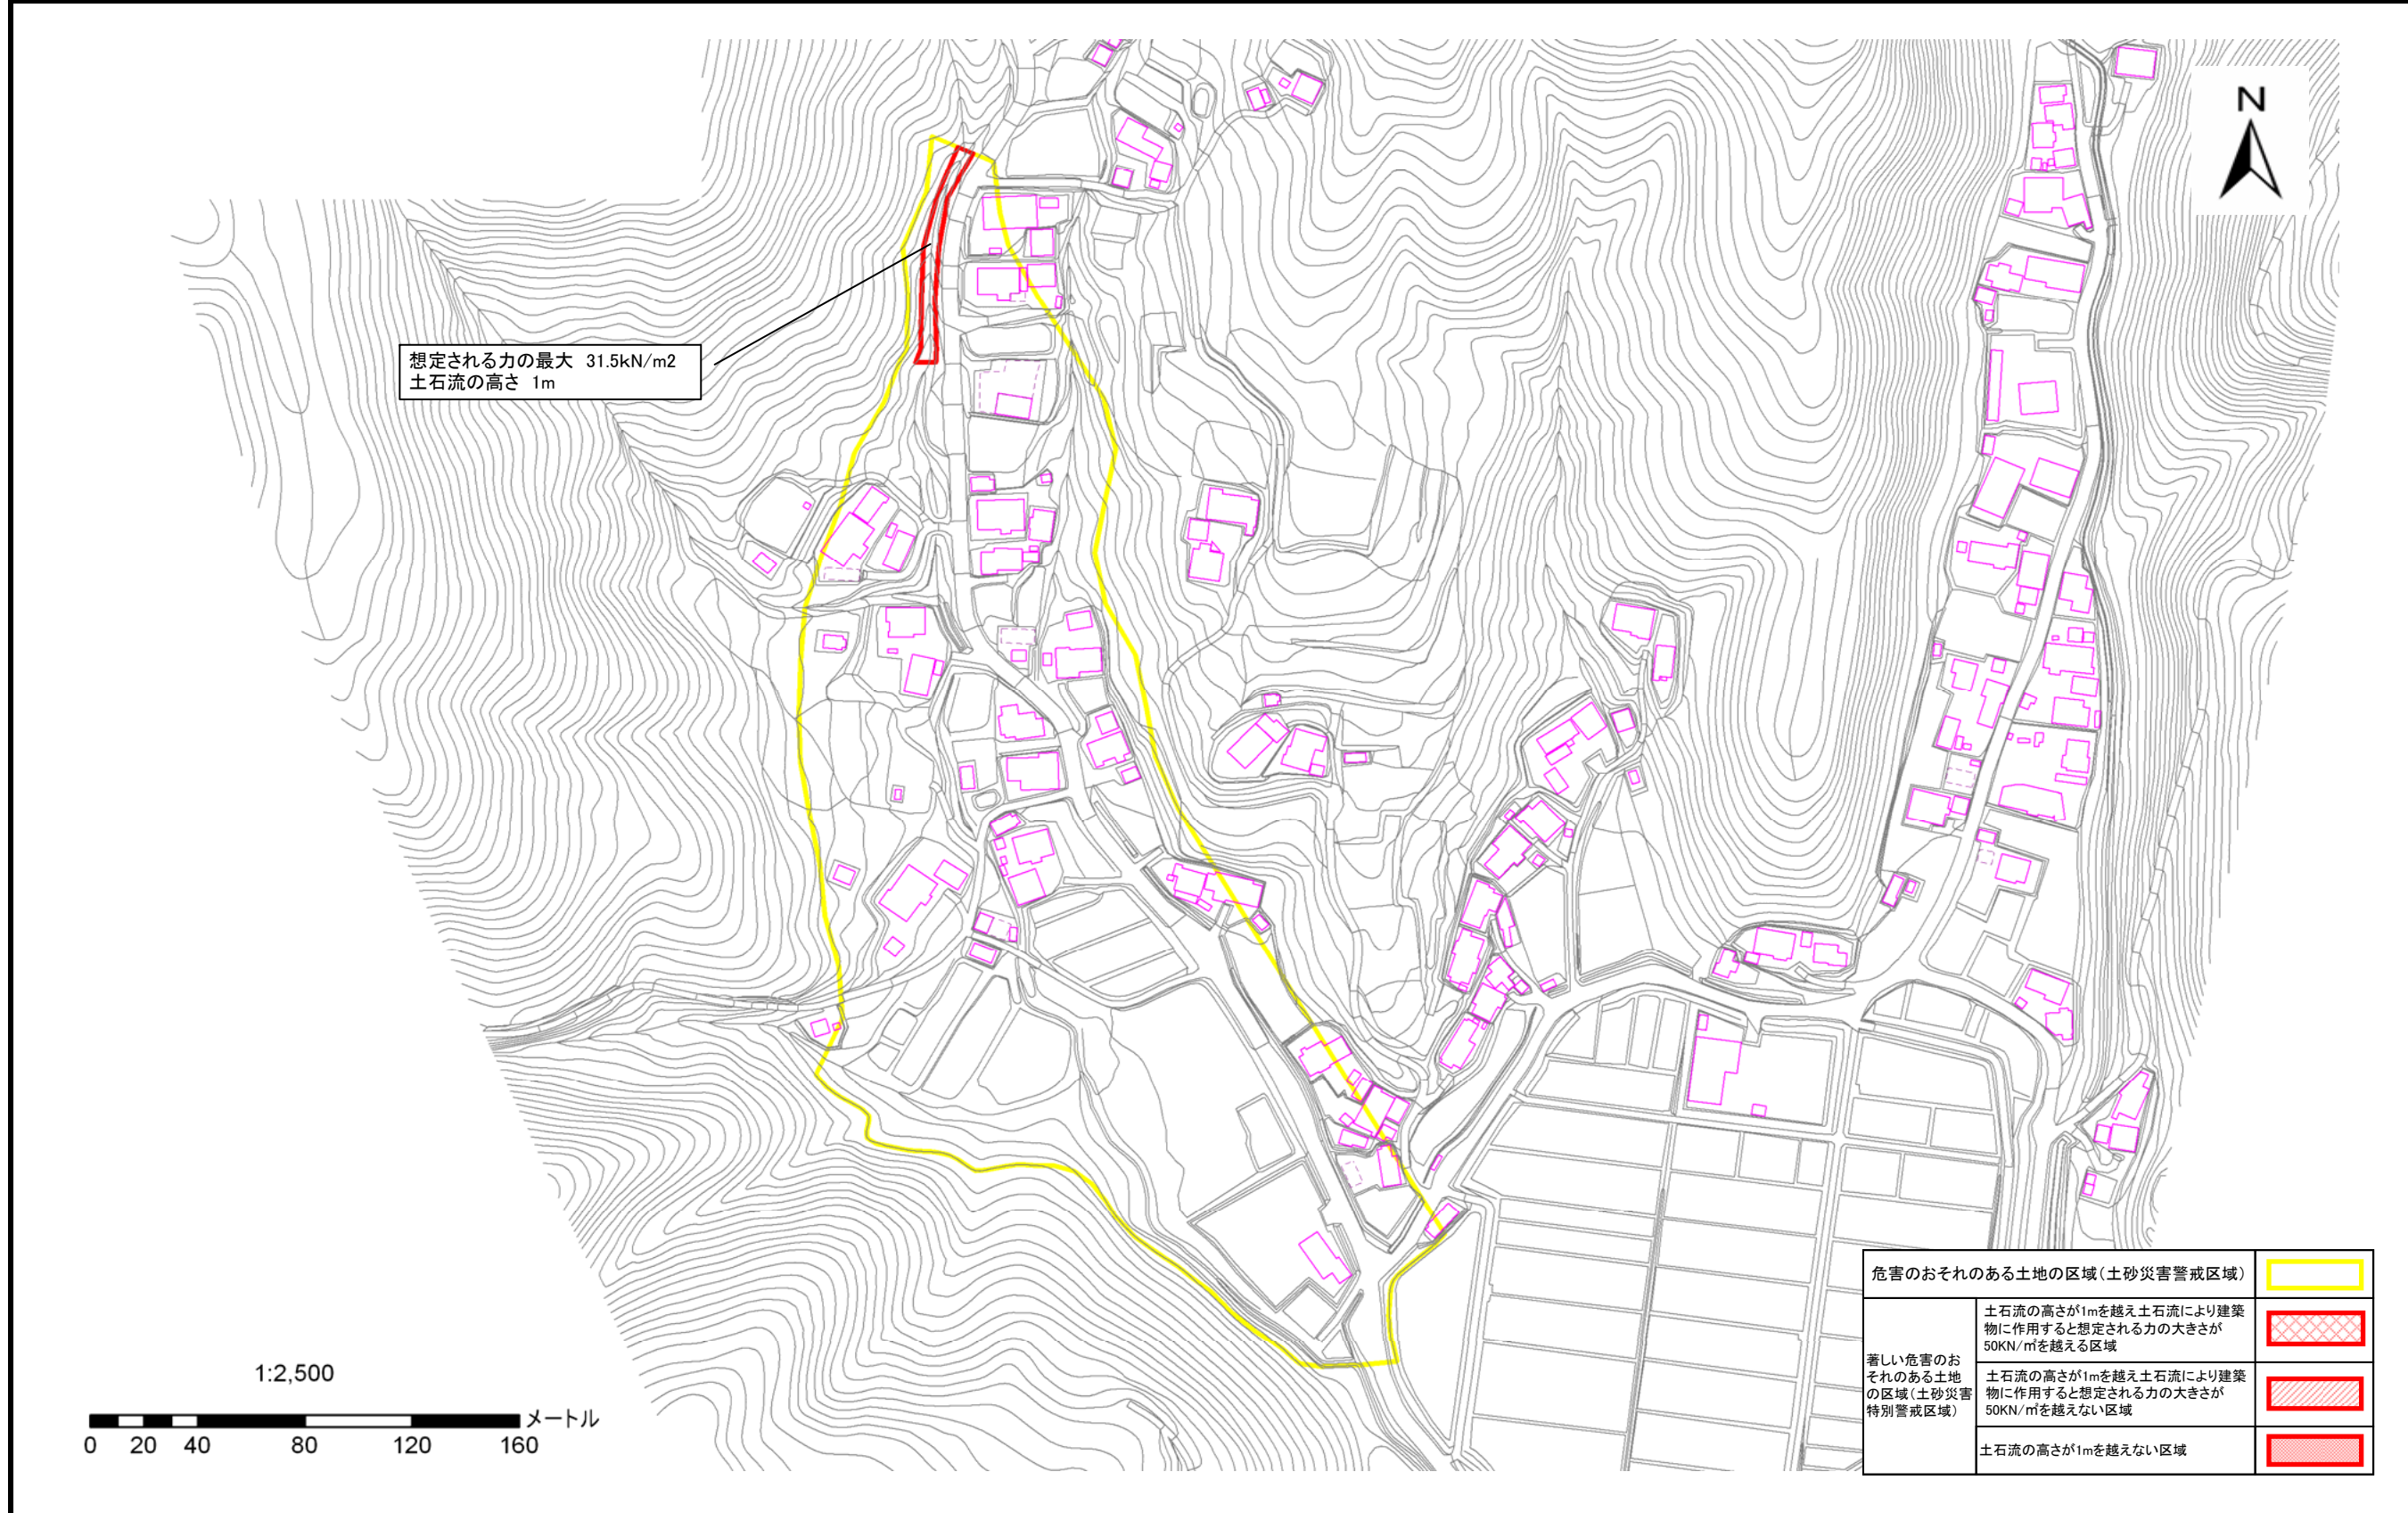 N
想定される力の最大 31.5kN/m2
土石流の高さ 1m
危害のおそれのある土地の区域(土砂災害警戒区域)
著しい危害のお
それのある土地
の区域(土砂災害
特別警戒区域)
土石流の高さが1mを越え土石流により建築
物に作用すると想定される力の大きさが
50KN/㎡を越える区域
土石流の高さが1mを越え土石流により建築
物に作用すると想定される力の大きさが
50KN/㎡を越えない区域
土石流の高さが1mを越えない区域
1:2,500
メートル
0 20 40 80 120 160